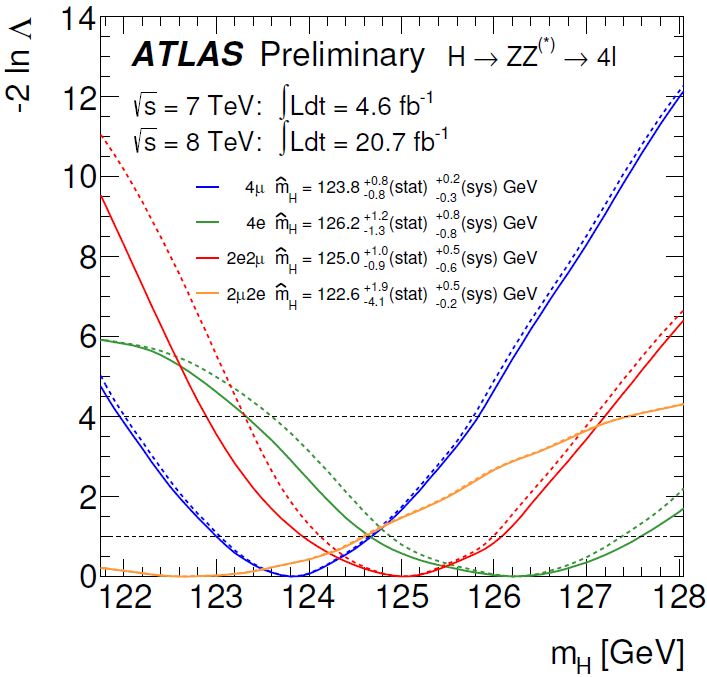 -2 ln Λ
14
12
10
8
6
4
2
0
ATLAS Preliminary H → ZZ(*) → 4l
√s = 7 TeV: ∫Ldt = 4.6 fb-1
√s = 8 TeV: ∫Ldt = 20.7 fb-1
4μ m̂H = 123.8 +0.8 -0.8 (stat) +0.2 -0.3 (sys) GeV
4e m̂H = 126.2 +1.2 -1.3 (stat) +0.8 -0.8 (sys) GeV
2e2μ m̂H = 125.0 +1.0 -0.9 (stat) +0.5 -0.6 (sys) GeV
2μ2e m̂H = 122.6 +1.9 -4.1 (stat) +0.5 -0.2 (sys) GeV
122 123 124 125 126 127 128
mH [GeV]